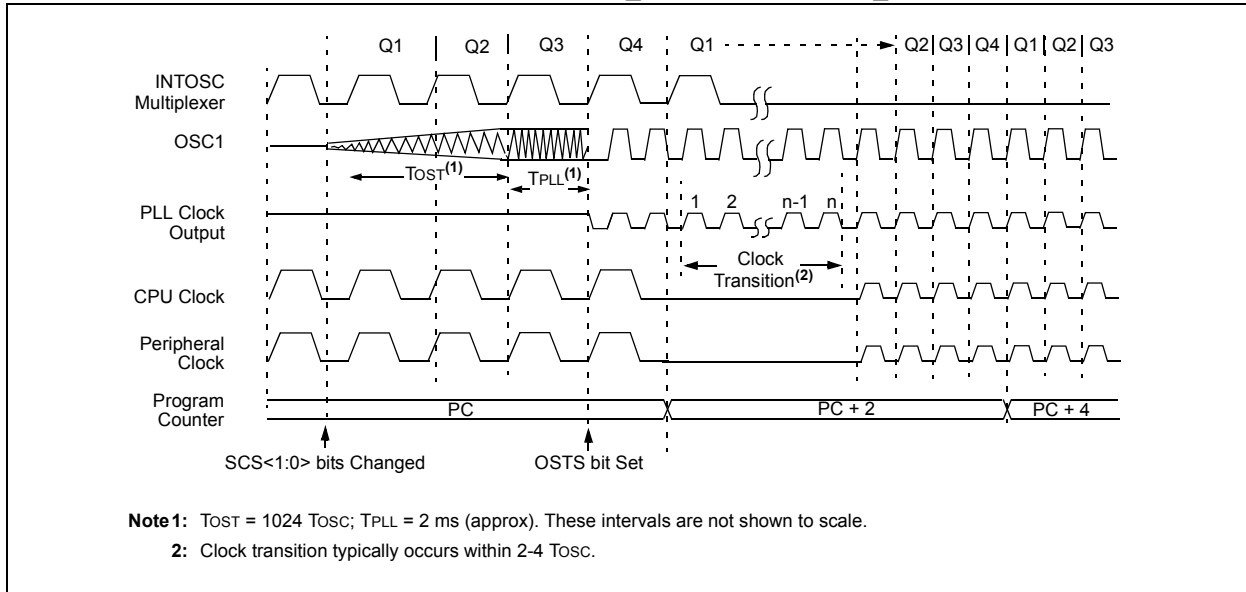 Q1 Q2 Q3 Q4 Q1 Q2 Q3 Q4 Q1 Q2 Q3
INTOSC
Multiplexer
OSC1
TOST(1)
TPLL(1)
PLL Clock
Output
1 2 n-1 n
Clock
Transition(2)
CPU Clock
Peripheral
Clock
Program
Counter
PC PC + 2 PC + 4
SCS<1:0> bits Changed
OSTS bit Set
Note 1: TOST = 1024 TOSC; TPLL = 2 ms (approx). These intervals are not shown to scale.
2: Clock transition typically occurs within 2-4 TOSC.